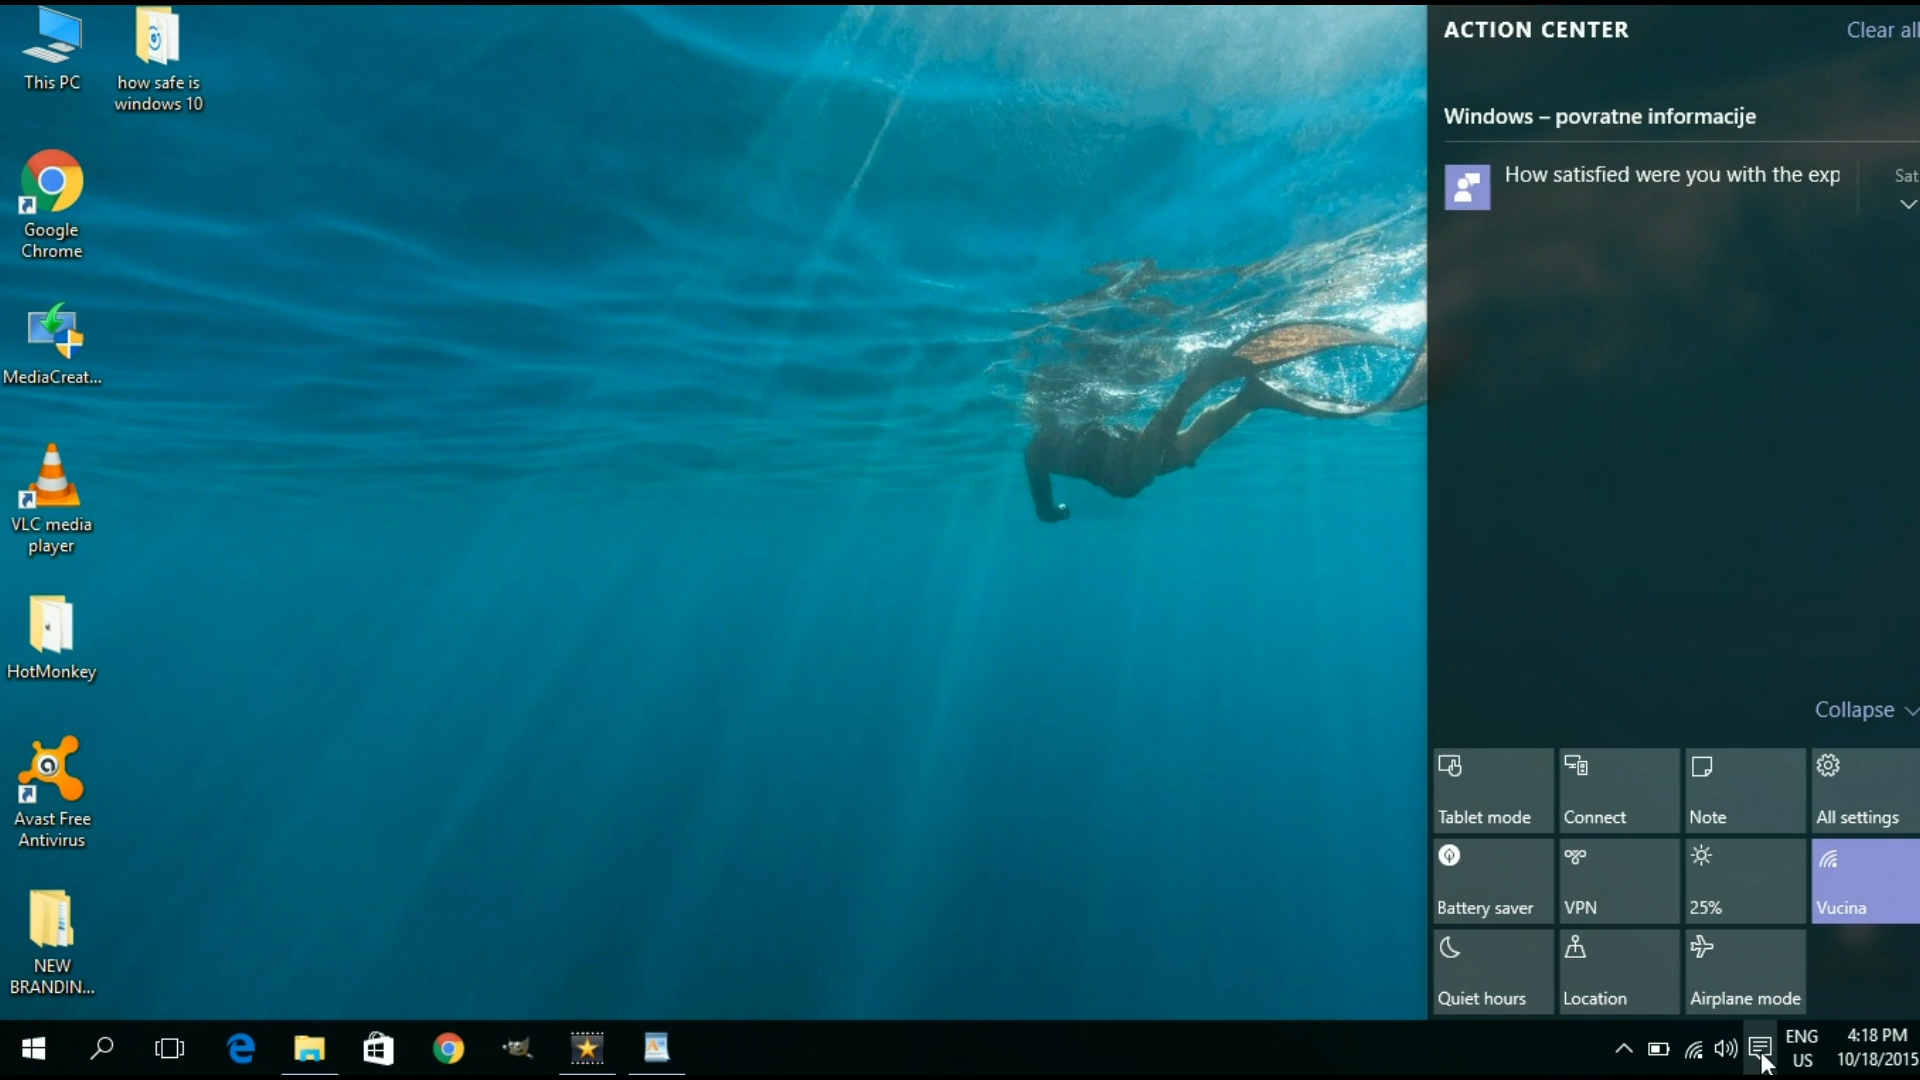 This PC
how safe is
windows 10
Google
Chrome
MediaCreat...
VLC media
player
HotMonkey
Avast Free
Antivirus
NEW
BRANDIN...
ACTION CENTER
Clear all
Windows – povratne informacije
How satisfied were you with the exp
Sat
Collapse
Tablet mode
Connect
Note
All settings
Battery saver
VPN
25%
Vucina
Quiet hours
Location
Airplane mode
ENG
US
4:18 PM
10/18/2015